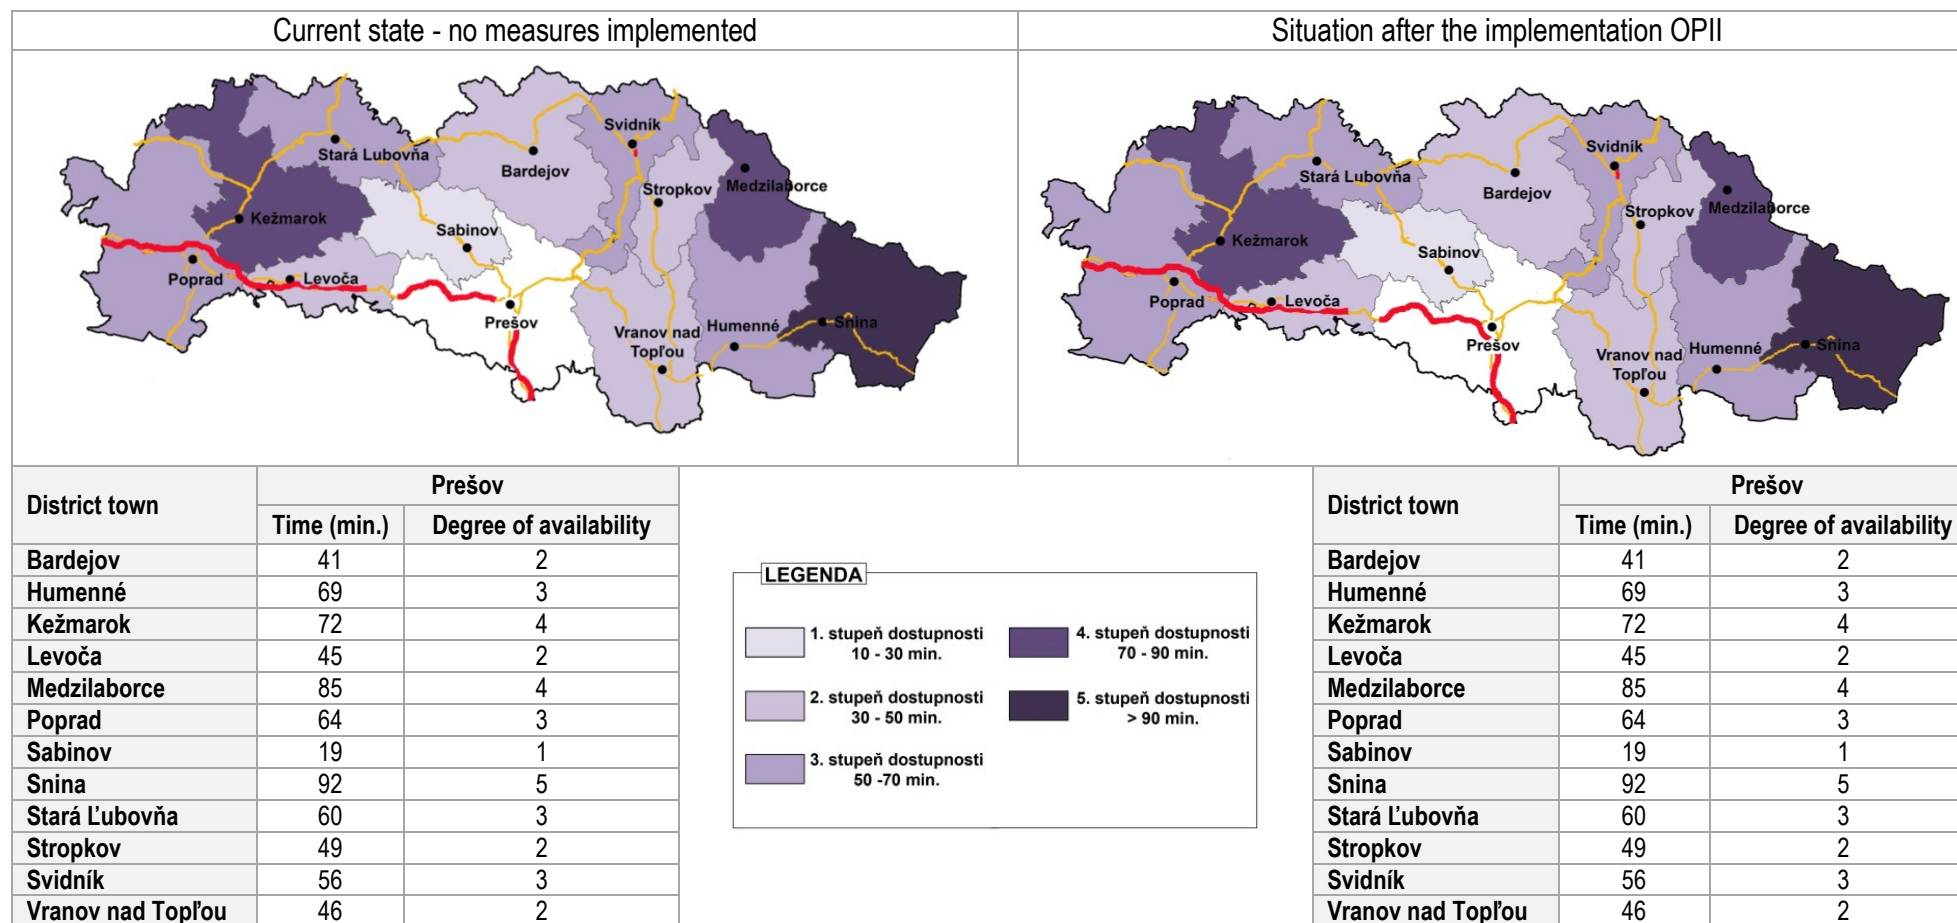 Current state - no measures implemented
Situation after the implementation OPII
Svidník
Stará Lubovňa
Bardejov
Stropkov
Medzilaborce
Kežmarok
Sabinov
Poprad
Levoča
Prešov
Vranov nad
Topľou
Humenné
Snina
Svidník
Stará Lubovňa
Bardejov
Stropkov
Medzilaborce
Kežmarok
Sabinov
Poprad
Levoča
Prešov
Vranov nad
Topľou
Humenné
Snina
District town Prešov
Time (min.) Degree of availability
Bardejov 41 2
Humenné 69 3
Kežmarok 72 4
Levoča 45 2
Medzilaborce 85 4
Poprad 64 3
Sabinov 19 1
Snina 92 5
Stará Ľubovňa 60 3
Stropkov 49 2
Svidník 56 3
Vranov nad Topľou 46 2
LEGENDA
1. stupeň dostupnosti
10 - 30 min.
2. stupeň dostupnosti
30 - 50 min.
3. stupeň dostupnosti
50 -70 min.
4. stupeň dostupnosti
70 - 90 min.
5. stupeň dostupnosti
> 90 min.
District town Prešov
Time (min.) Degree of availability
Bardejov 41 2
Humenné 69 3
Kežmarok 72 4
Levoča 45 2
Medzilaborce 85 4
Poprad 64 3
Sabinov 19 1
Snina 92 5
Stará Ľubovňa 60 3
Stropkov 49 2
Svidník 56 3
Vranov nad Topľou 46 2